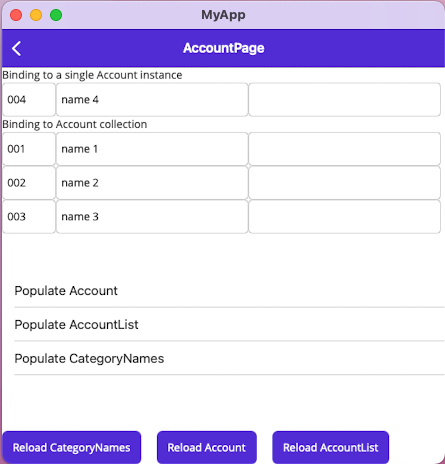 MyApp
AccountPage
Binding to a single Account instance
004 name 4
Binding to Account collection
001 name 1
002 name 2
003 name 3
Populate Account
Populate AccountList
Populate CategoryNames
Reload CategoryNames Reload Account Reload AccountList